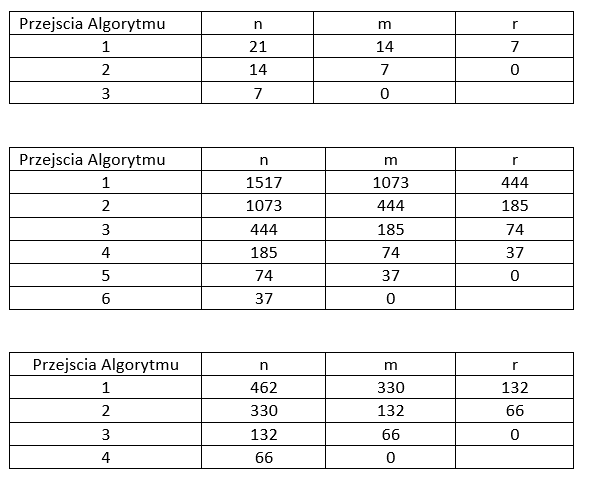 Przejscia Algorytmu n m r
1 21 14 7
2 14 7 0
3 7 0
Przejscia Algorytmu n m r
1 1517 1073 444
2 1073 444 185
3 444 185 74
4 185 74 37
5 74 37 0
6 37 0
Przejscia Algorytmu n m r
1 462 330 132
2 330 132 66
3 132 66 0
4 66 0